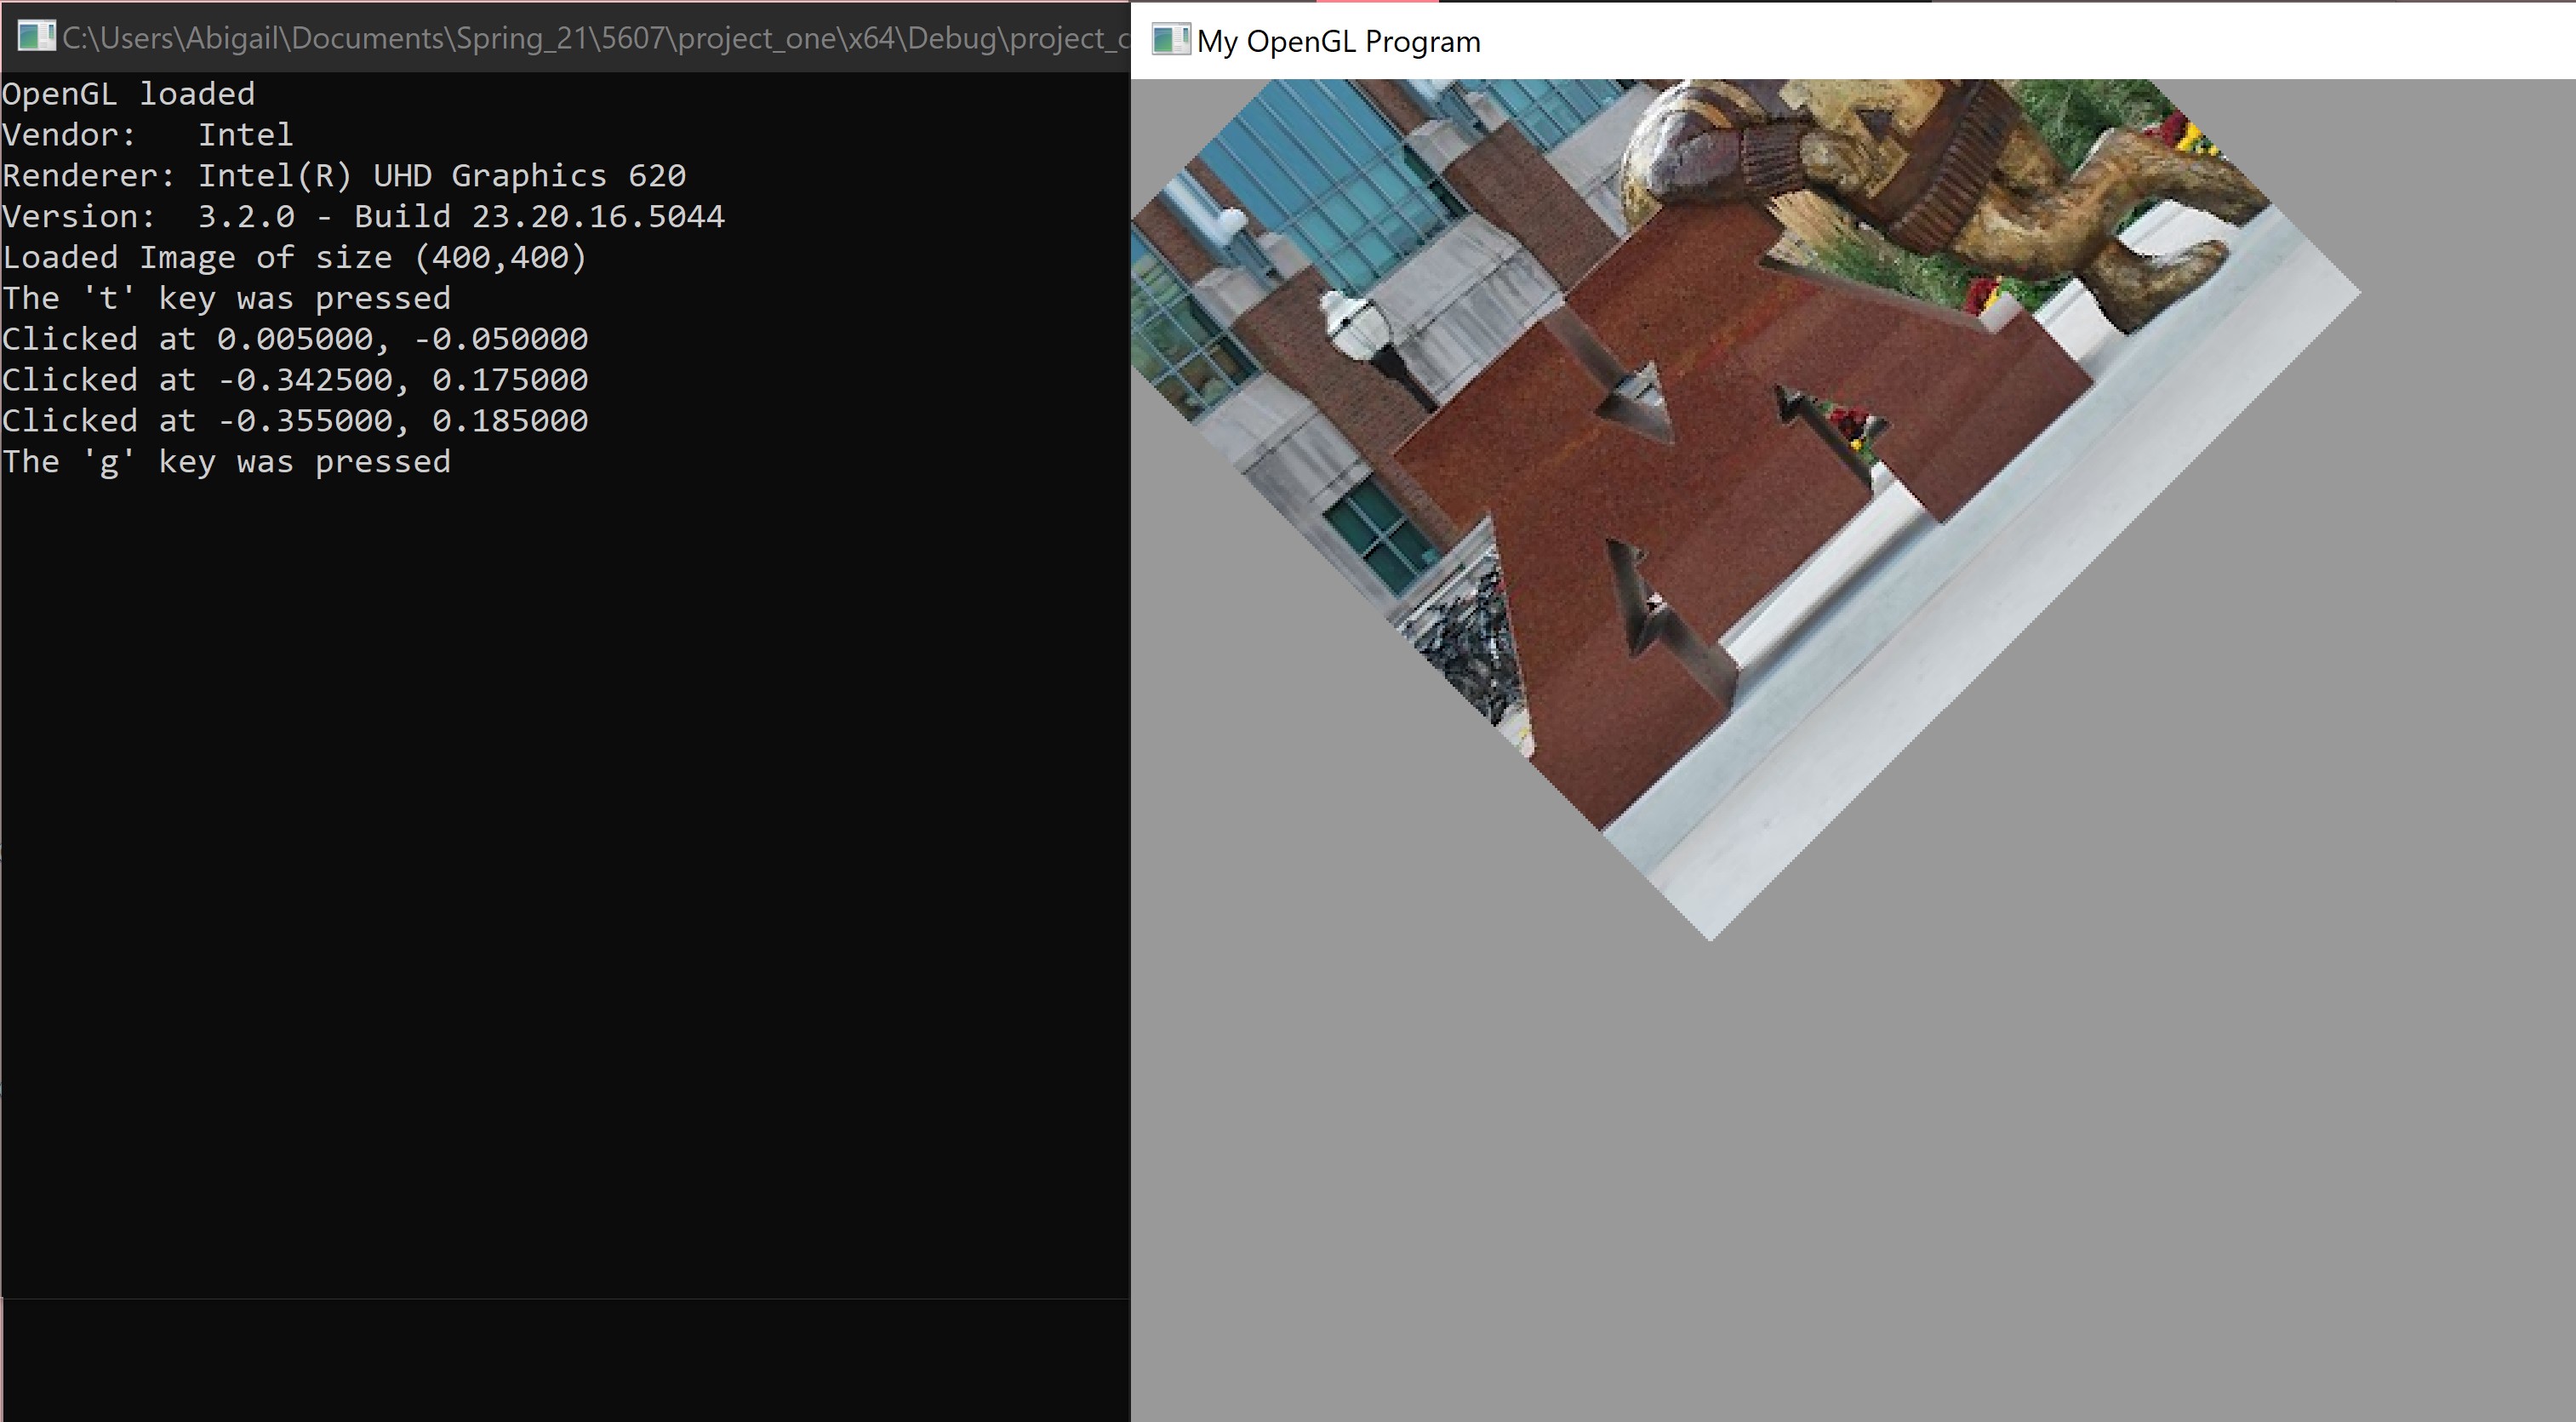 C:\Users\Abigail\Documents\Spring_21\5607\project_one\x64\Debug\project_
OpenGL loaded
Vendor:   Intel
Renderer: Intel(R) UHD Graphics 620
Version:  3.2.0 - Build 23.20.16.5044
Loaded Image of size (400,400)
The 't' key was pressed
Clicked at 0.005000, -0.050000
Clicked at -0.342500, 0.175000
Clicked at -0.355000, 0.185000
The 'g' key was pressed
My OpenGL Program